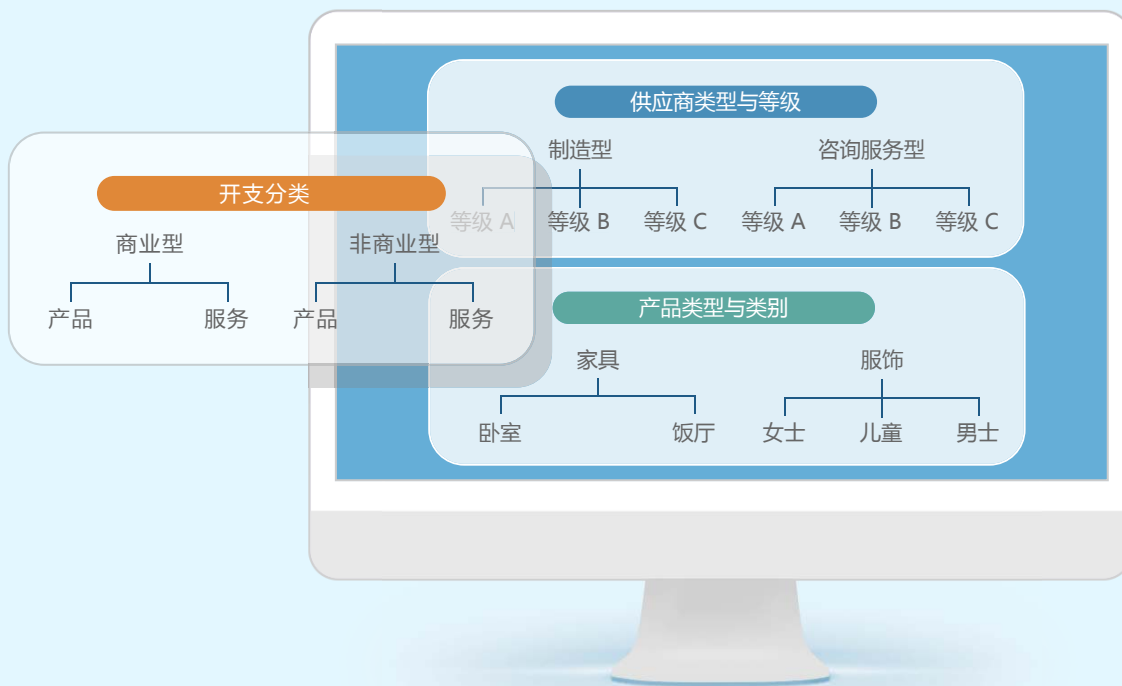 供应商类型与等级
制造型 咨询服务型
等级 A 等级 B 等级 C 等级 A 等级 B 等级 C
开支分类
商业型 非商业型
产品 服务 产品 服务
产品类型与类别
家具 服饰
卧室 饭厅 女士 儿童 男士